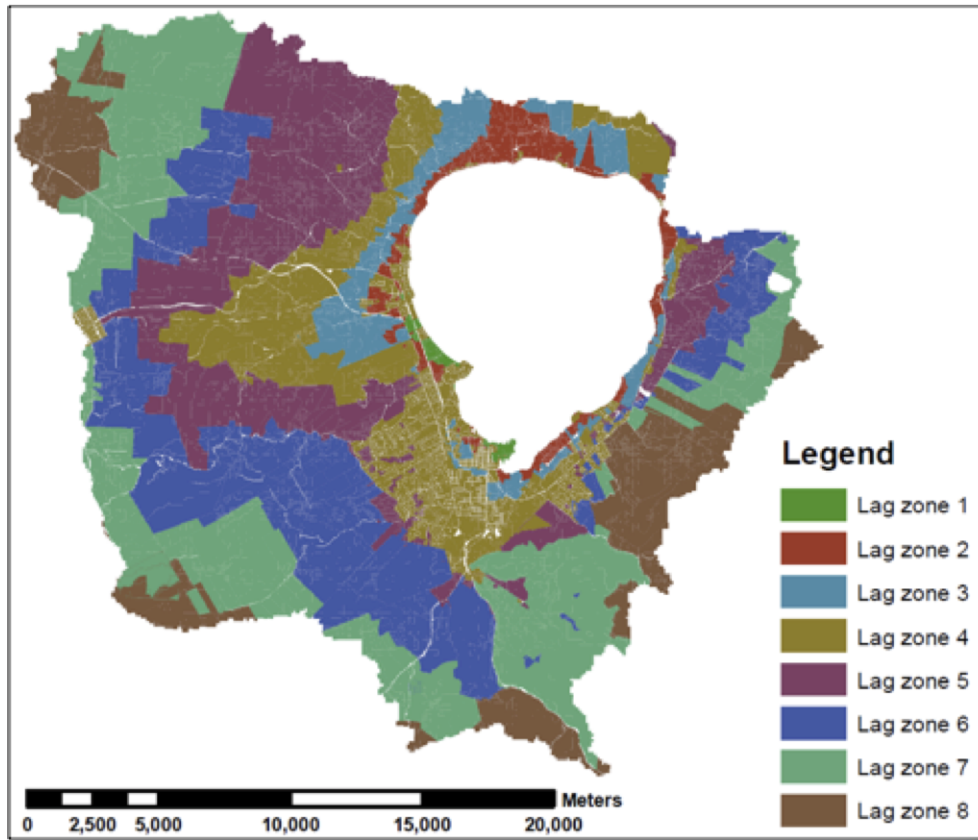 Legend
Lag zone 1
Lag zone 2
Lag zone 3
Lag zone 4
Lag zone 5
Lag zone 6
Lag zone 7
Lag zone 8
Meters
0 2,500 5,000 10,000 15,000 20,000